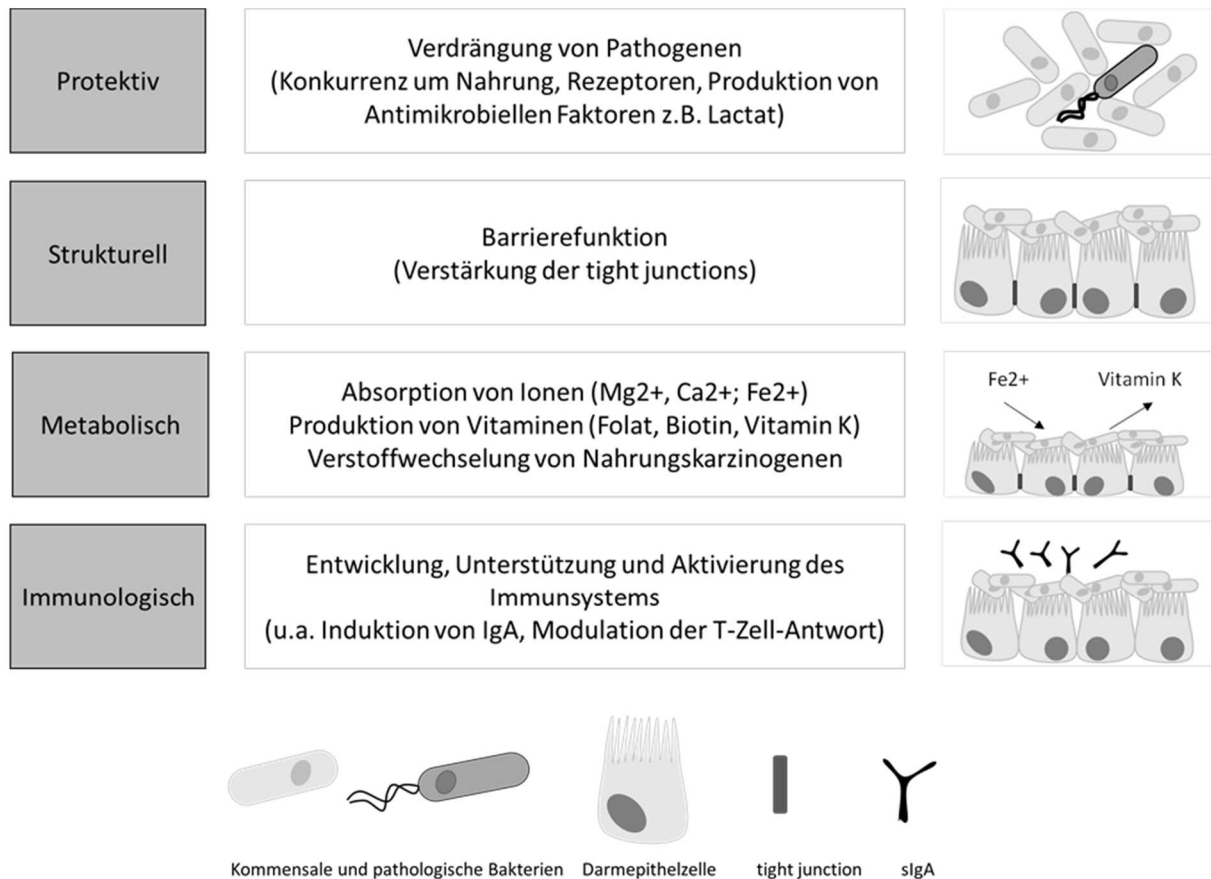 Protektiv
Verdrängung von Pathogenen
(Konkurrenz um Nahrung, Rezeptoren, Produktion von
Antimikrobiellen Faktoren z.B. Lactat)
Strukturell
Barrierefunktion
(Verstärkung der tight junctions)
Metabolisch
Absorption von Ionen (Mg2+, Ca2+; Fe2+)
Produktion von Vitaminen (Folat, Biotin, Vitamin K)
Verstoffwechselung von Nahrungskarzinogenen
Fe2+ Vitamin K
Immunologisch
Entwicklung, Unterstützung und Aktivierung des
Immunsystems
(u.a. Induktion von IgA, Modulation der T-Zell-Antwort)
Kommensale und pathologische Bakterien Darmepithelzelle tight junction sIgA